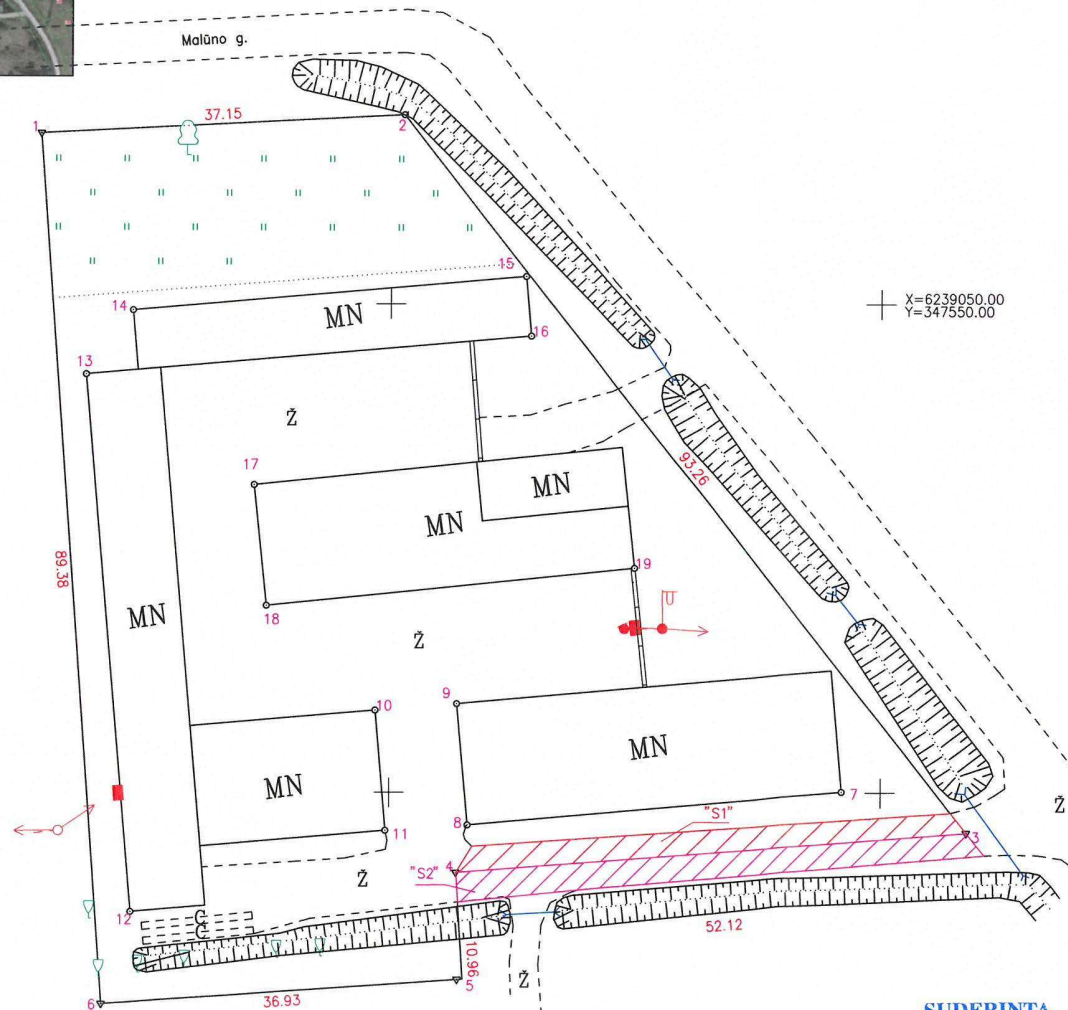 Malūno g.
1
37.15
2
15
14
MN
16
X=6239050.00
Y=347550.00
13
Ž
17
MN
MN
93.26
89.38
19
18
MN
Ž
9
10
MN
MN
7
"S1"
8
11
3
Ž
4
"S2"
Ž
12
C
C
52.12
10.96
5
Ž
6
36.93
SUDERINTA